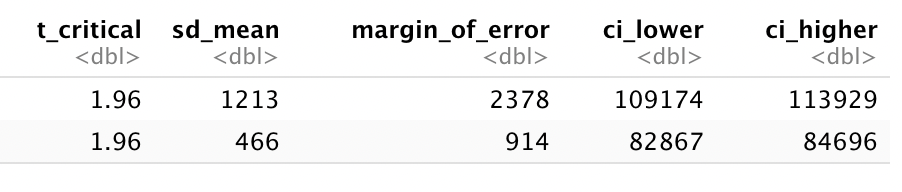 t_critical sd_mean margin_of_error ci_lower ci_higher
<dbl> <dbl> <dbl> <dbl> <dbl>
1.96 1213 2378 109174 113929
1.96 466 914 82867 84696